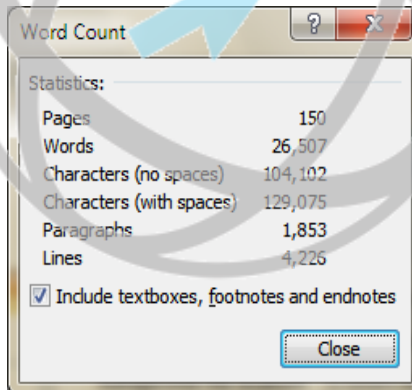 Word Count
Statistics:
Pages 150
Words 26,507
Characters (no spaces) 104,102
Characters (with spaces) 129,075
Paragraphs 1,853
Lines 4,226
Include textboxes, footnotes and endnotes
Close